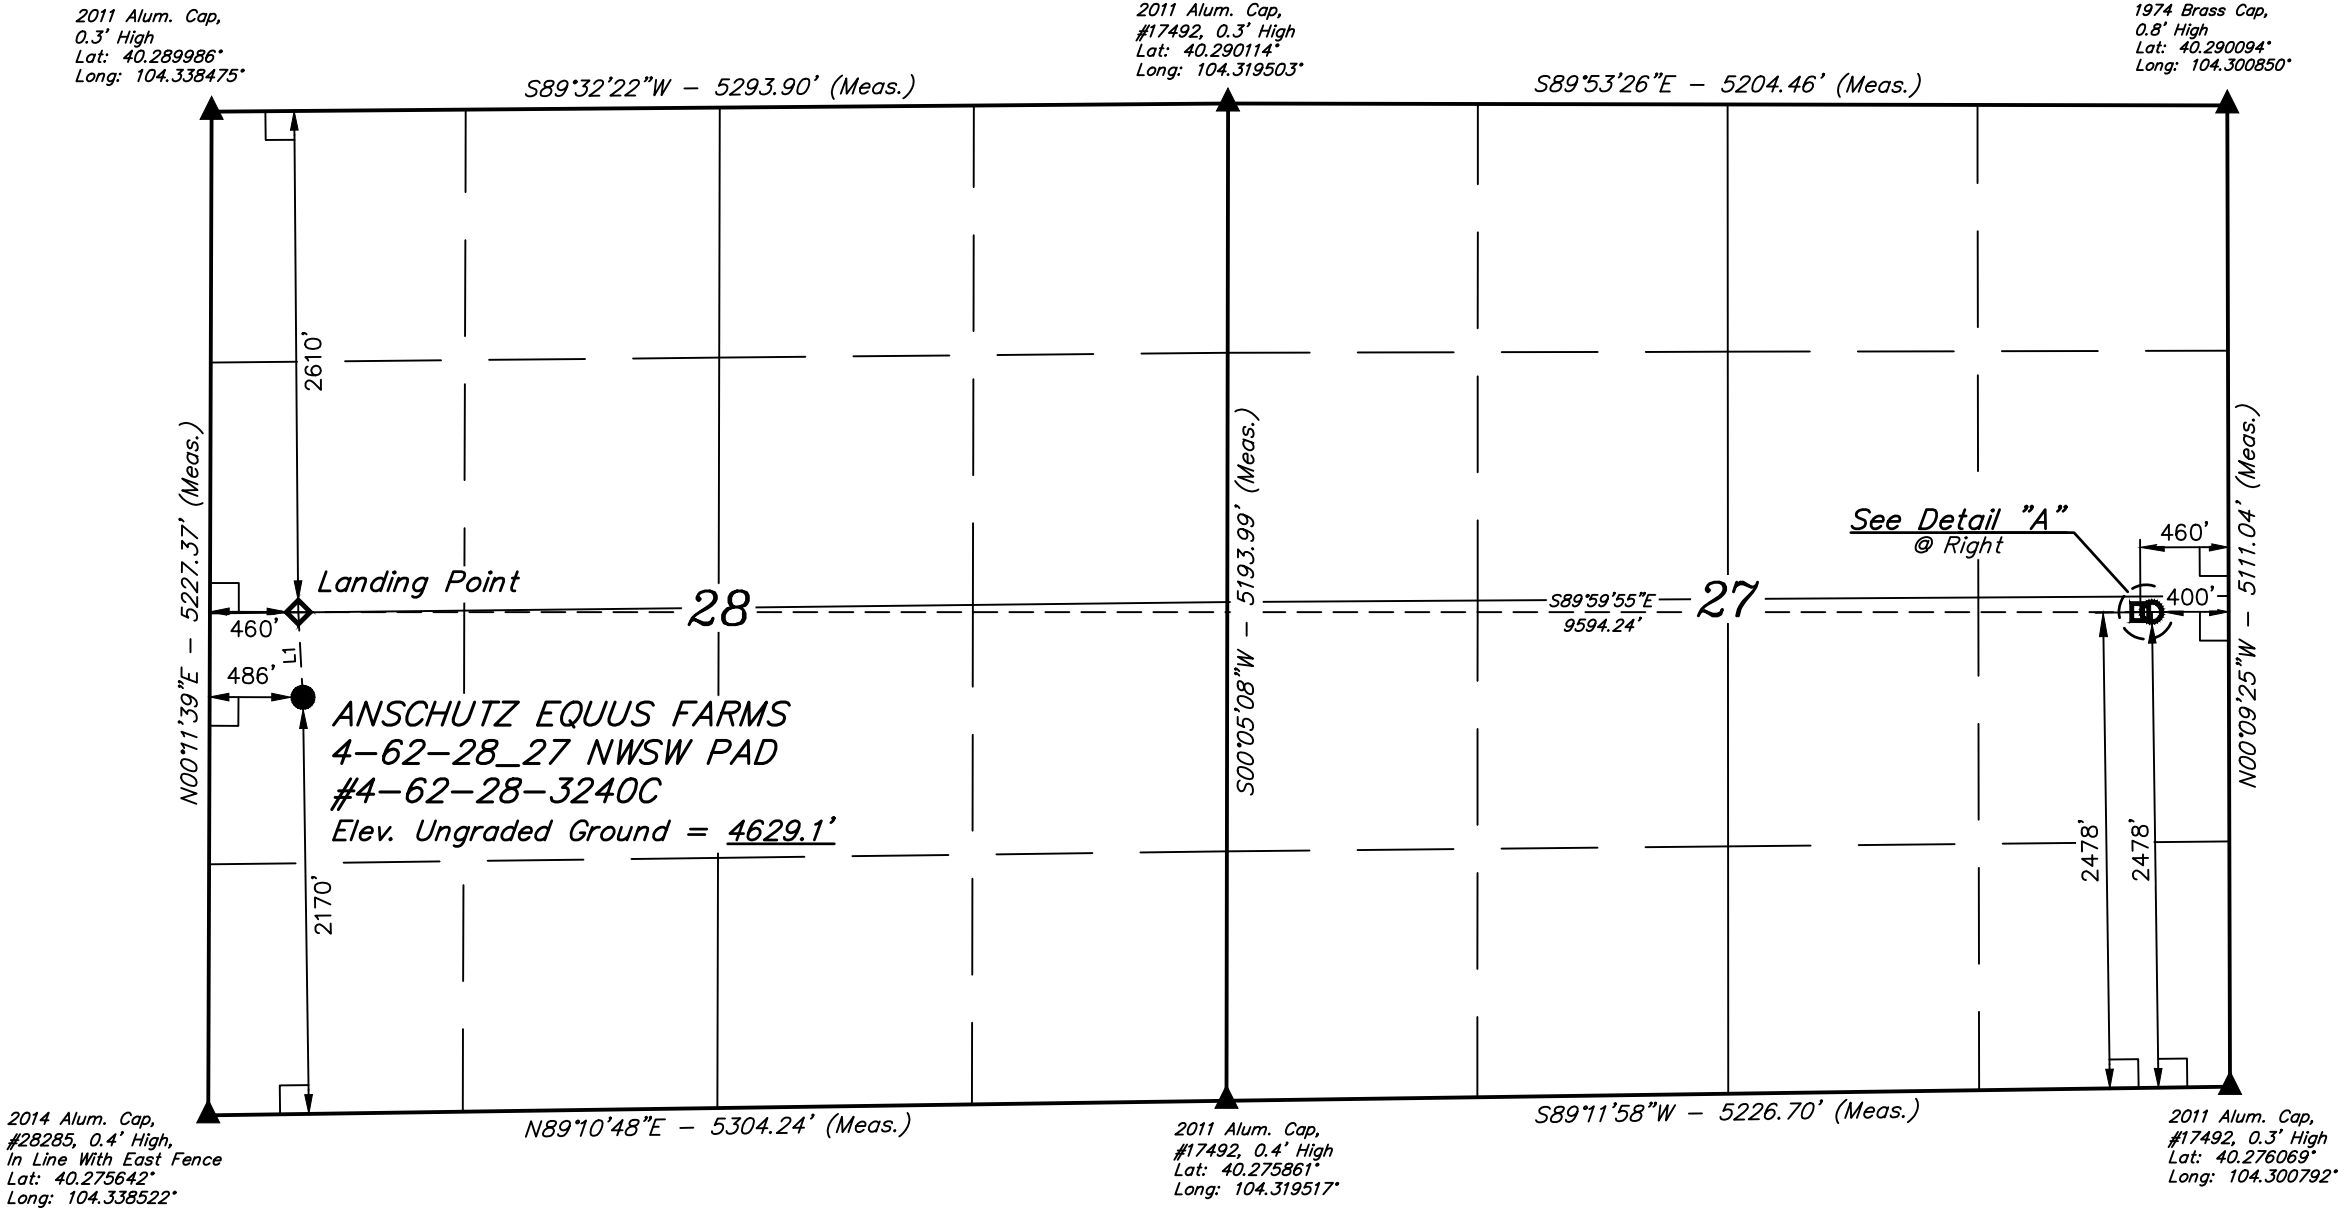 2011 Alum. Cap,
0.3' High
Lat: 40.289986°
Long: 104.338475°
2011 Alum. Cap,
#17492, 0.3' High
Lat: 40.290114°
Long: 104.319503°
1974 Brass Cap,
0.8' High
Lat: 40.290094°
Long: 104.300850°
S89°32'22"W - 5293.90' (Meas.)
S89°53'26"E - 5204.46' (Meas.)
2610'
N00°11'39"E - 5227.37' (Meas.)
S00°05'08"W - 5193.99' (Meas.)
N00°09'25"W - 5111.04' (Meas.)
See Detail "A"
@ Right
460'
400'
Landing Point
28
S89°59'55"E
9594.24'
27
460'
L1
486'
ANSCHUTZ EQUUS FARMS
4-62-28_27 NWSW PAD
#4-62-28-3240C
Elev. Ungraded Ground = 4629.1'
2170'
2478'
2478'
N89°10'48"E - 5304.24' (Meas.)
S89°11'58"W - 5226.70' (Meas.)
2014 Alum. Cap,
#28285, 0.4' High,
In Line With East Fence
Lat: 40.275642°
Long: 104.338522°
2011 Alum. Cap,
#17492, 0.4' High
Lat: 40.275861°
Long: 104.319517°
2011 Alum. Cap,
#17492, 0.3' High
Lat: 40.276069°
Long: 104.300792°